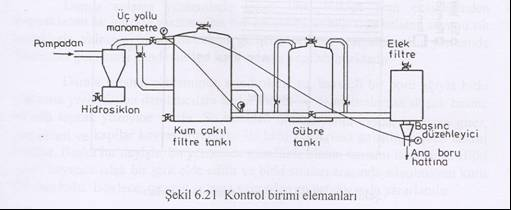 Üç yollu
manometre
Pompadan
Hidrosiklon
Kum çakıl
filtre tankı
Gübre
tankı
Elek
filtre
Basınç
düzenleyici
Ana boru
hattına
Şekil 6.21 Kontrol birimi elemanları